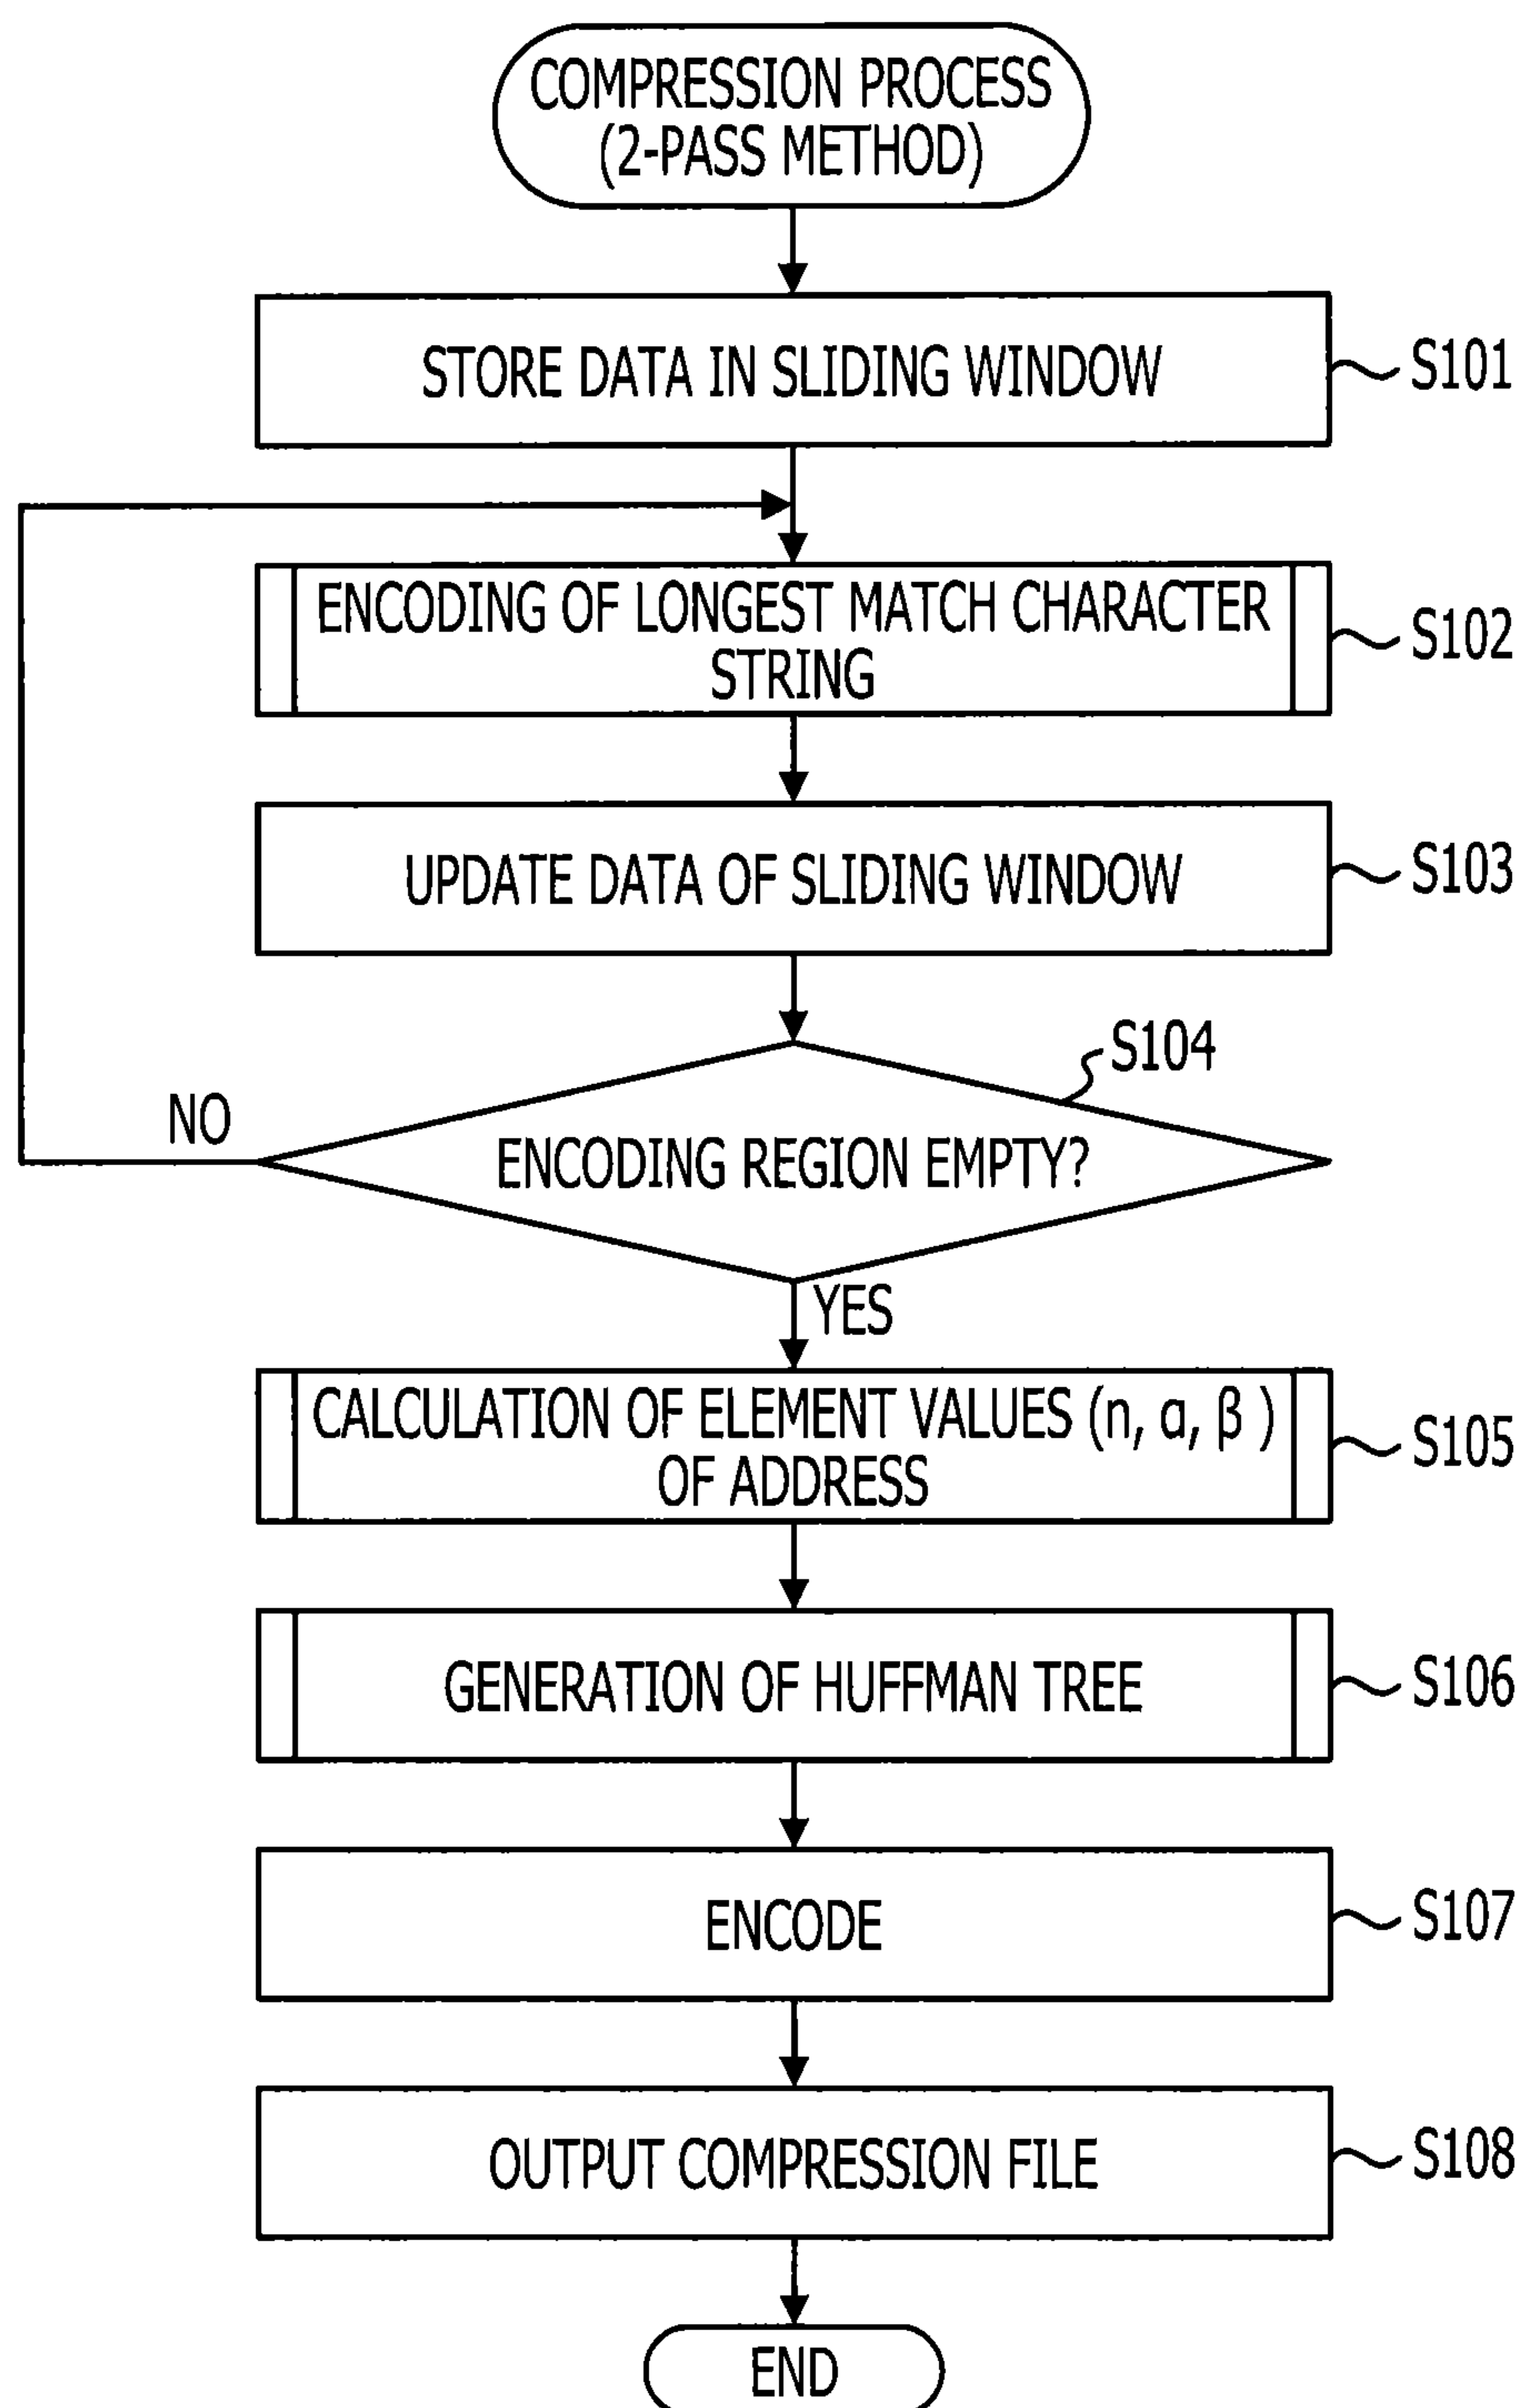 COMPRESSION PROCESS
(2-PASS METHOD)
STORE DATA IN SLIDING WINDOW
S101
ENCODING OF LONGEST MATCH CHARACTER
STRING
S102
UPDATE DATA OF SLIDING WINDOW
S103
S104
NO
ENCODING REGION EMPTY?
YES
CALCULATION OF ELEMENT VALUES (n, α, β )
OF ADDRESS
S105
GENERATION OF HUFFMAN TREE
S106
ENCODE
S107
OUTPUT COMPRESSION FILE
S108
END